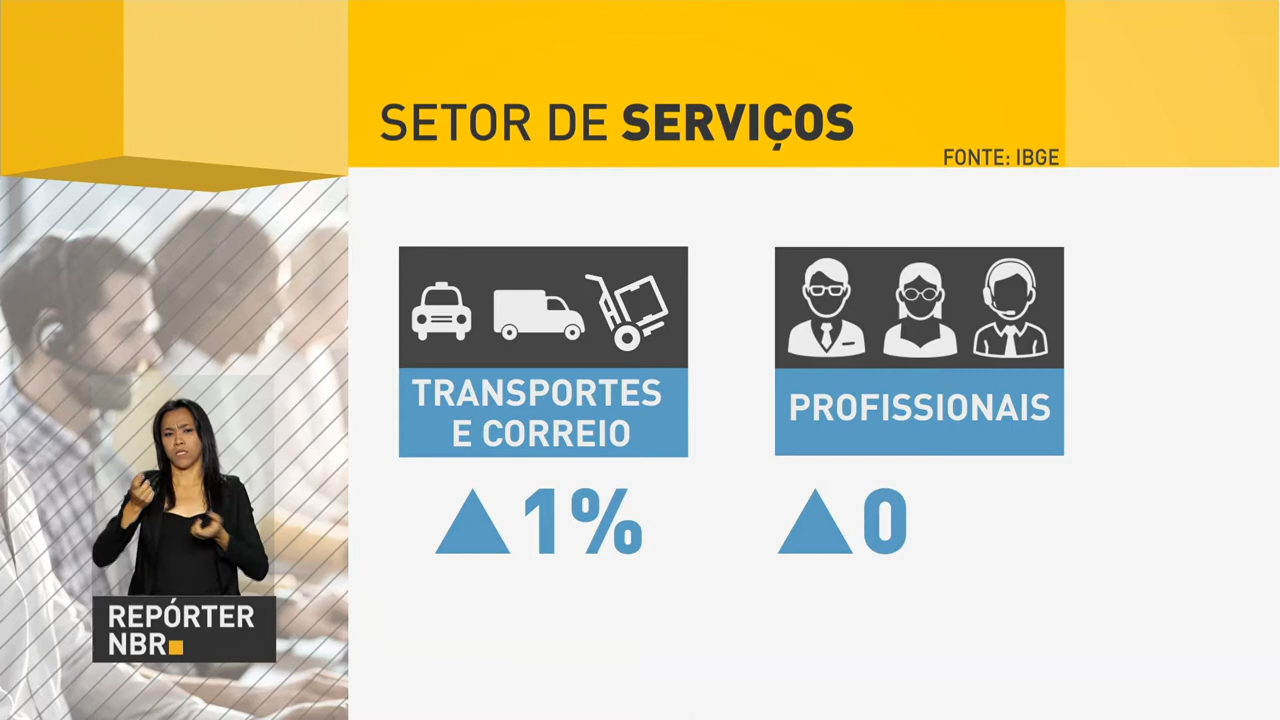 SETOR DE SERVIÇOS
FONTE: IBGE
TRANSPORTES
E CORREIO
▲1%
PROFISSIONAIS
▲0
REPÓRTER
NBR